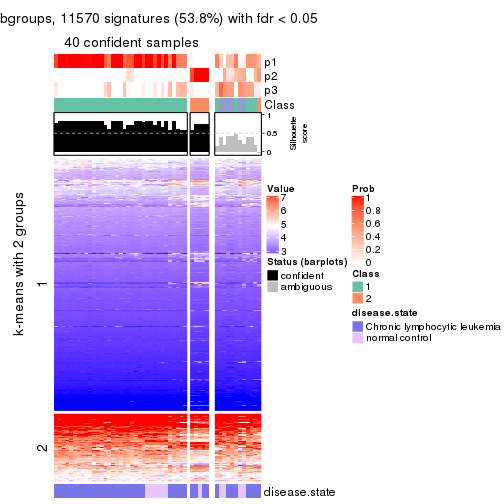 bgroups, 11570 signatures (53.8%) with fdr < 0.05
40 confident samples
p1
p2
p3
Class
1
0.5
0
Silhouette
score
k-means with 2 groups
1
2
disease.state
Value
7
6
5
4
3
Status (barplots)
confident
ambiguous
Prob
1
0.8
0.6
0.4
0.2
0
Class
1
2
disease.state
Chronic lymphocytic leukemia
normal control